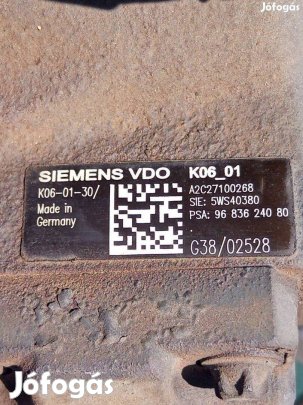 Jófogás
SIEMENS VDO K06_01
K06-01-30/ A2C27100268
Made in SIE: 5WS40380
Germany PSA: 96 836 240 80
.
G38/02528
Jófogás
Jófogás